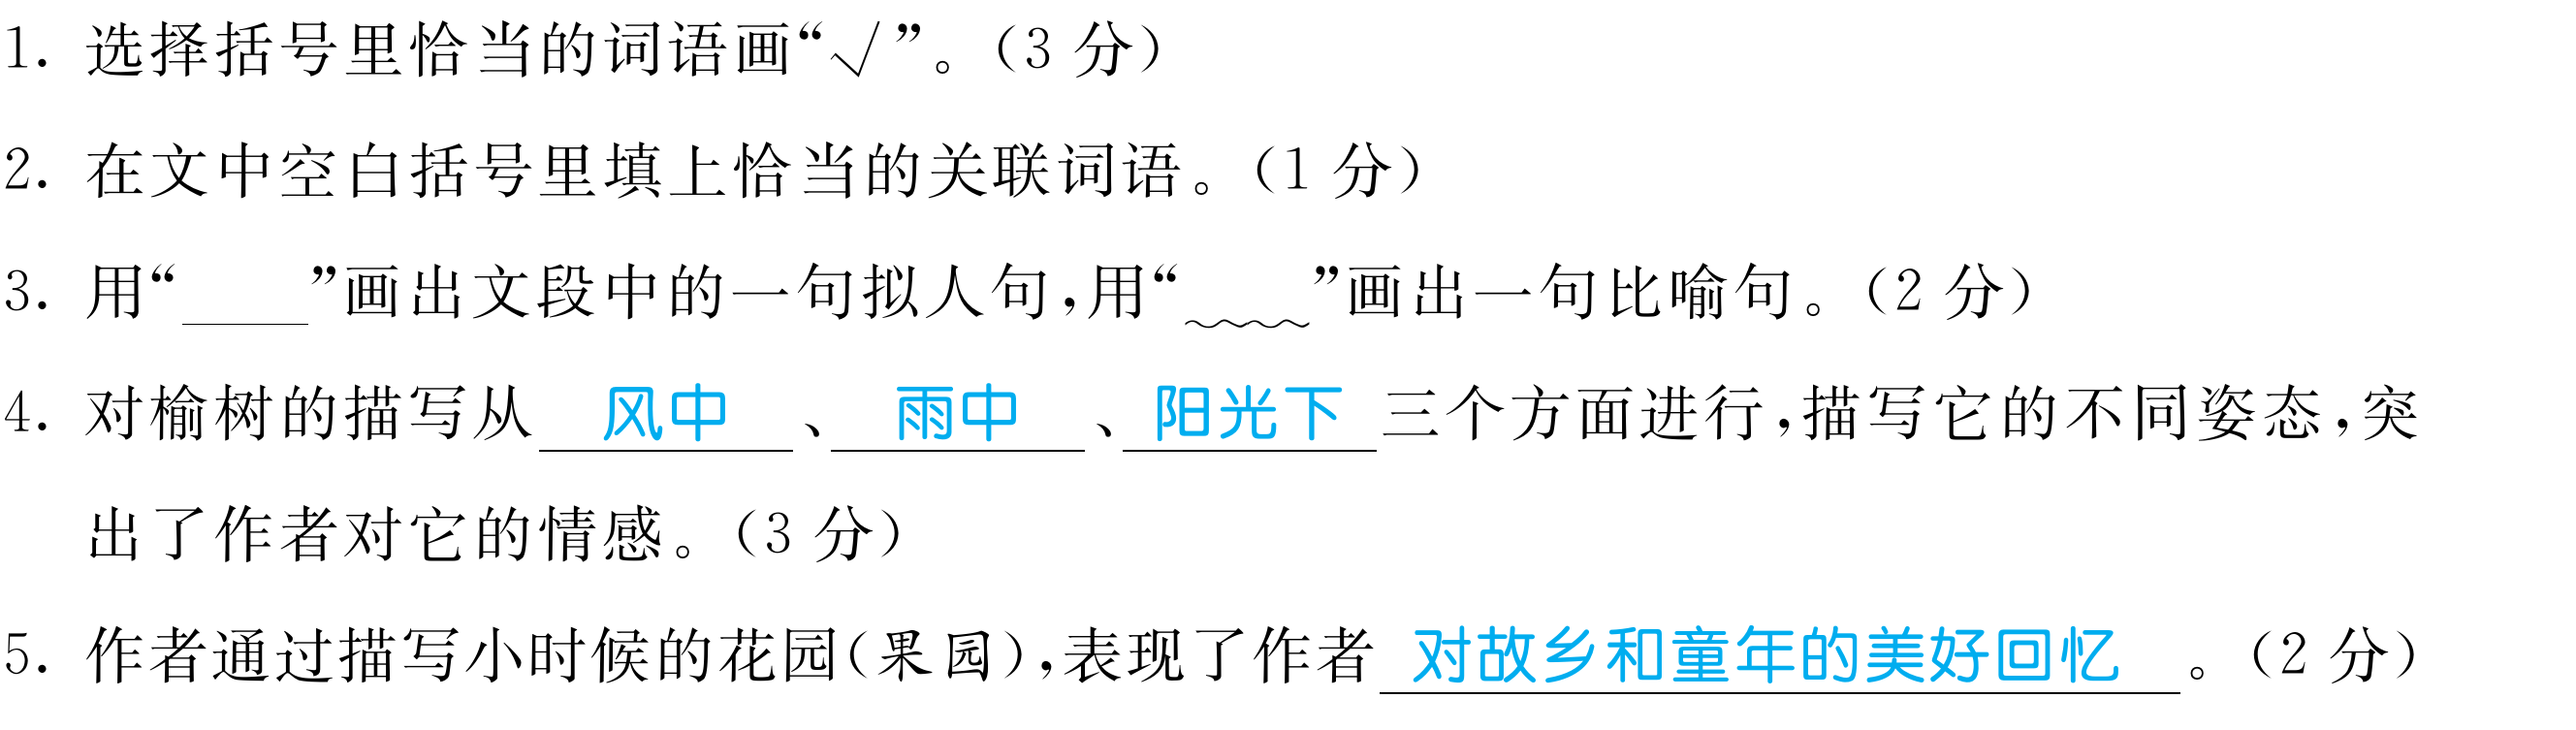 1. 选择括号里恰当的词语画“√”。(3 分)
2. 在文中空白括号里填上恰当的关联词语。(1 分)
3. 用“____”画出文段中的一句拟人句,用“﹏﹏”画出一句比喻句。(2 分)
4. 对榆树的描写从 风中 、 雨中 、 阳光下 三个方面进行,描写它的不同姿态,突
出了作者对它的情感。(3 分)
5. 作者通过描写小时候的花园(果园),表现了作者 对故乡和童年的美好回忆 。(2 分)